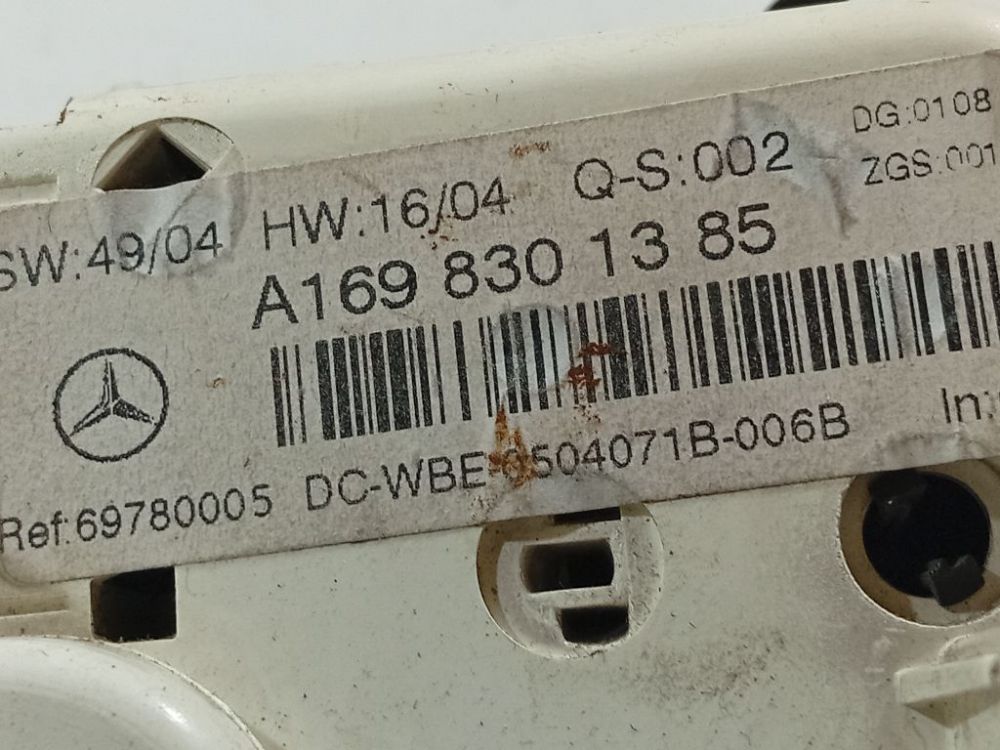 SW:49/04 HW:16/04 Q-S:002 DG:0108
ZGS:001
A169 830 13 85
Ref:69780005 DC-WBE- 504071B-006B In: